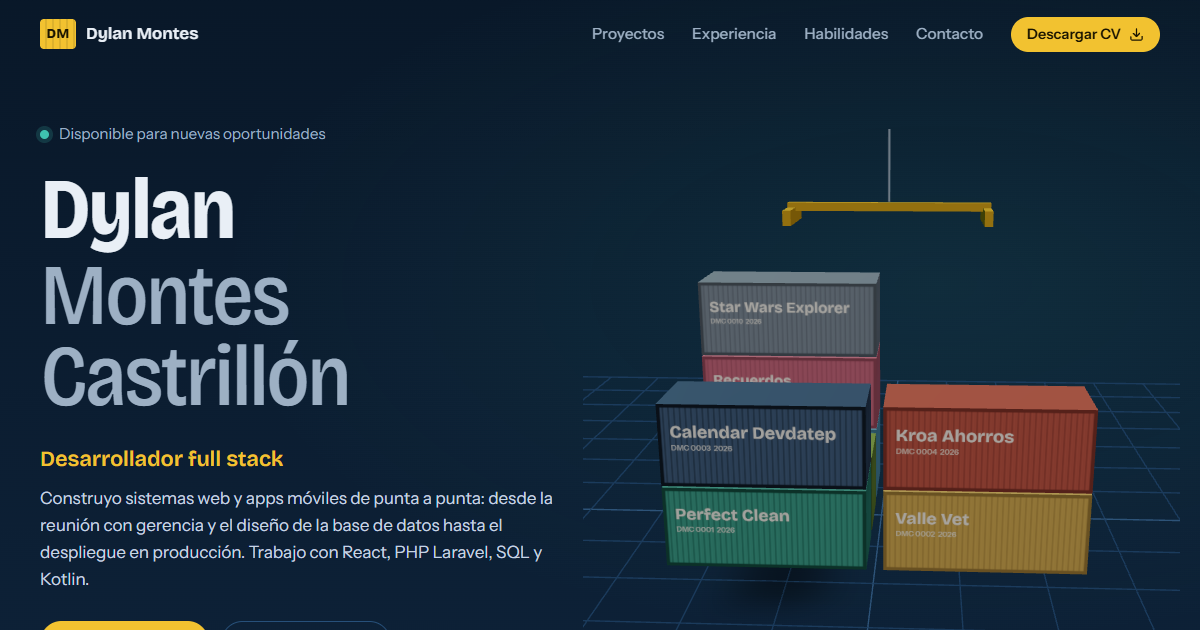 DM Dylan Montes
Proyectos Experiencia Habilidades Contacto Descargar CV
Disponible para nuevas oportunidades
Dylan
Montes
Castrillón
Desarrollador full stack
Construyo sistemas web y apps móviles de punta a punta: desde la
reunión con gerencia y el diseño de la base de datos hasta el
despliegue en producción. Trabajo con React, PHP Laravel, SQL y
Kotlin.
Star Wars Explorer
DMC 0010 2026
Recuerdos
Calendar Devdatep
DMC 0003 2026
Kroa Ahorros
DMC 0004 2026
Perfect Clean
DMC 0001 2026
Valle Vet
DMC 0002 2026